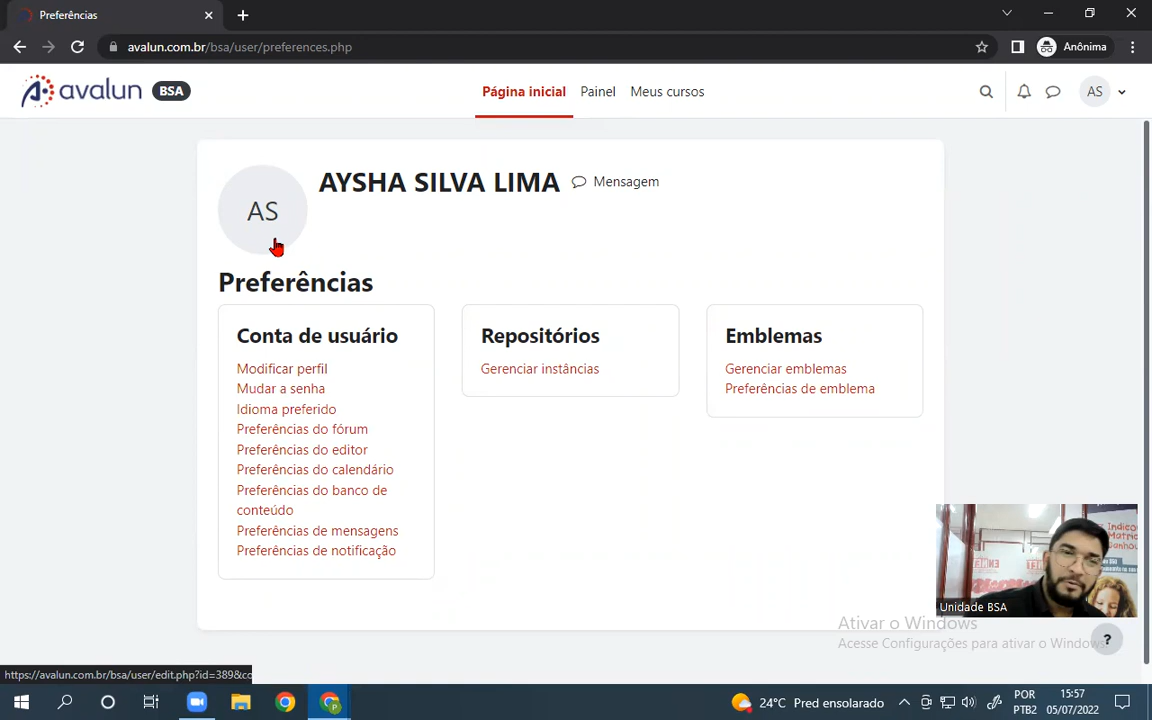 Preferências
avalun.com.br/bsa/user/preferences.php
Anônima
avalun BSA
Página inicial Painel Meus cursos
AS
AYSHA SILVA LIMA Mensagem
AS
Preferências
Conta de usuário
Modificar perfil
Mudar a senha
Idioma preferido
Preferências do fórum
Preferências do editor
Preferências do calendário
Preferências do banco de
conteúdo
Preferências de mensagens
Preferências de notificação
Repositórios
Gerenciar instâncias
Emblemas
Gerenciar emblemas
Preferências de emblema
Indico
Matric
Ganhou
Unidade BSA
Ativar o Windows
Acesse Configurações para ativar o Windows.
?
https://avalun.com.br/bsa/user/edit.php?id=389&co
24°C Pred ensolarado
POR
PTB2
15:57
05/07/2022